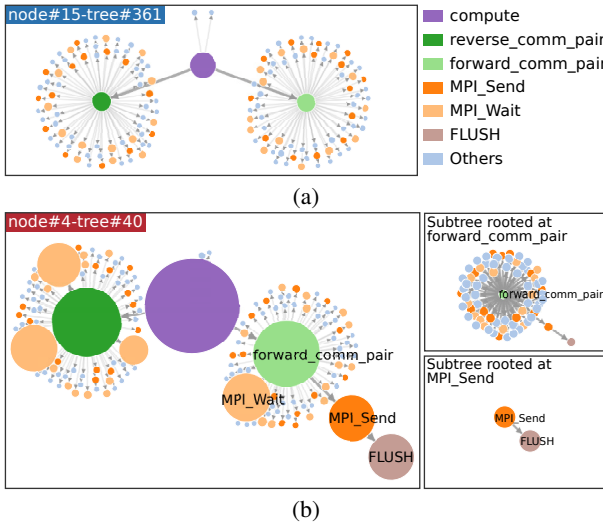 node#15-tree#361
compute
reverse_comm_pair
forward_comm_pair
MPI_Send
MPI_Wait
FLUSH
Others
(a)
node#4-tree#40
forward_comm_pair
MPI_Wait
MPI_Send
FLUSH
Subtree rooted at
forward_comm_pair
forward_comm_pair
Subtree rooted at
MPI_Send
MPI_Send
FLUSH
(b)